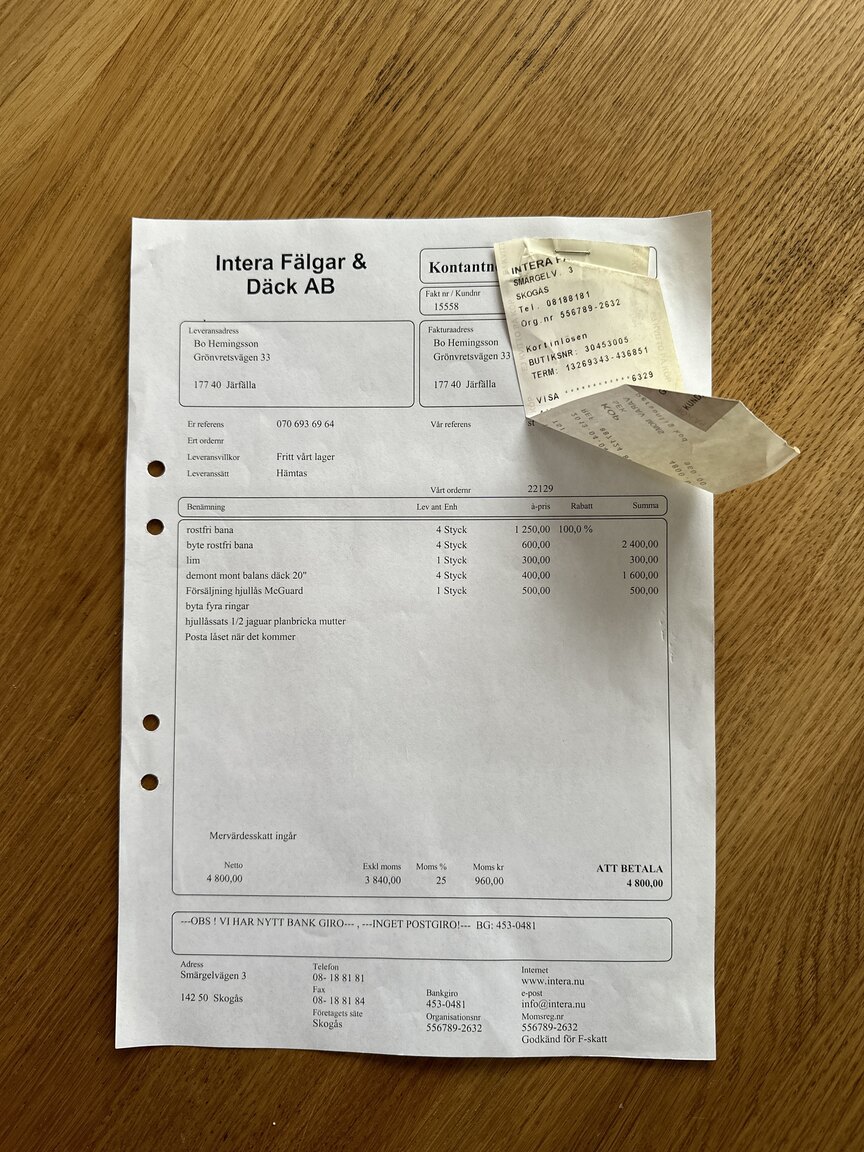 Intera Fälgar &
Däck AB
Kontantn
Fakt nr / Kundnr
15558
Leveransadress
Bo Hemingsson
Grönvretsvägen 33
177 40 Järfälla
Fakturaadress
Bo Hemingsson
Grönvretsvägen 33
177 40 Järfälla
INTERA F
SMÄRGELV. 3
SKOGÅS
Tel. 08188181
Org.nr 556789-2632
Kortinlösen
BUTIKSNR: 30453005
TERM: 13269343-436851
VISA ************6329
KÖP
Er referens 070 693 69 64 Vår referens st
Ert ordernr
Leveransvillkor Fritt vårt lager
Leveranssätt Hämtas
Vårt ordernr 22129
Benämning Lev ant Enh à-pris Rabatt Summa
rostfri bana 4 Styck 1 250,00 100,0 %
byte rostfri bana 4 Styck 600,00 2 400,00
lim 1 Styck 300,00 300,00
demont mont balans däck 20" 4 Styck 400,00 1 600,00
Försäljning hjullås McGuard 1 Styck 500,00 500,00
byta fyra ringar
hjullåssats 1/2 jaguar planbricka mutter
Posta låset när det kommer
Mervärdesskatt ingår
Netto Exkl moms Moms % Moms kr ATT BETALA
4 800,00 3 840,00 25 960,00 4 800,00
---OBS ! VI HAR NYTT BANK GIRO--- , ---INGET POSTGIRO!--- BG: 453-0481
Adress
Smärgelvägen 3
142 50 Skogås
Telefon
08- 18 81 81
Fax
08- 18 81 84
Företagets säte
Skogås
Bankgiro
453-0481
Organisationsnr
556789-2632
Internet
www.intera.nu
e-post
info@intera.nu
Momsreg.nr
556789-2632
Godkänd för F-skatt